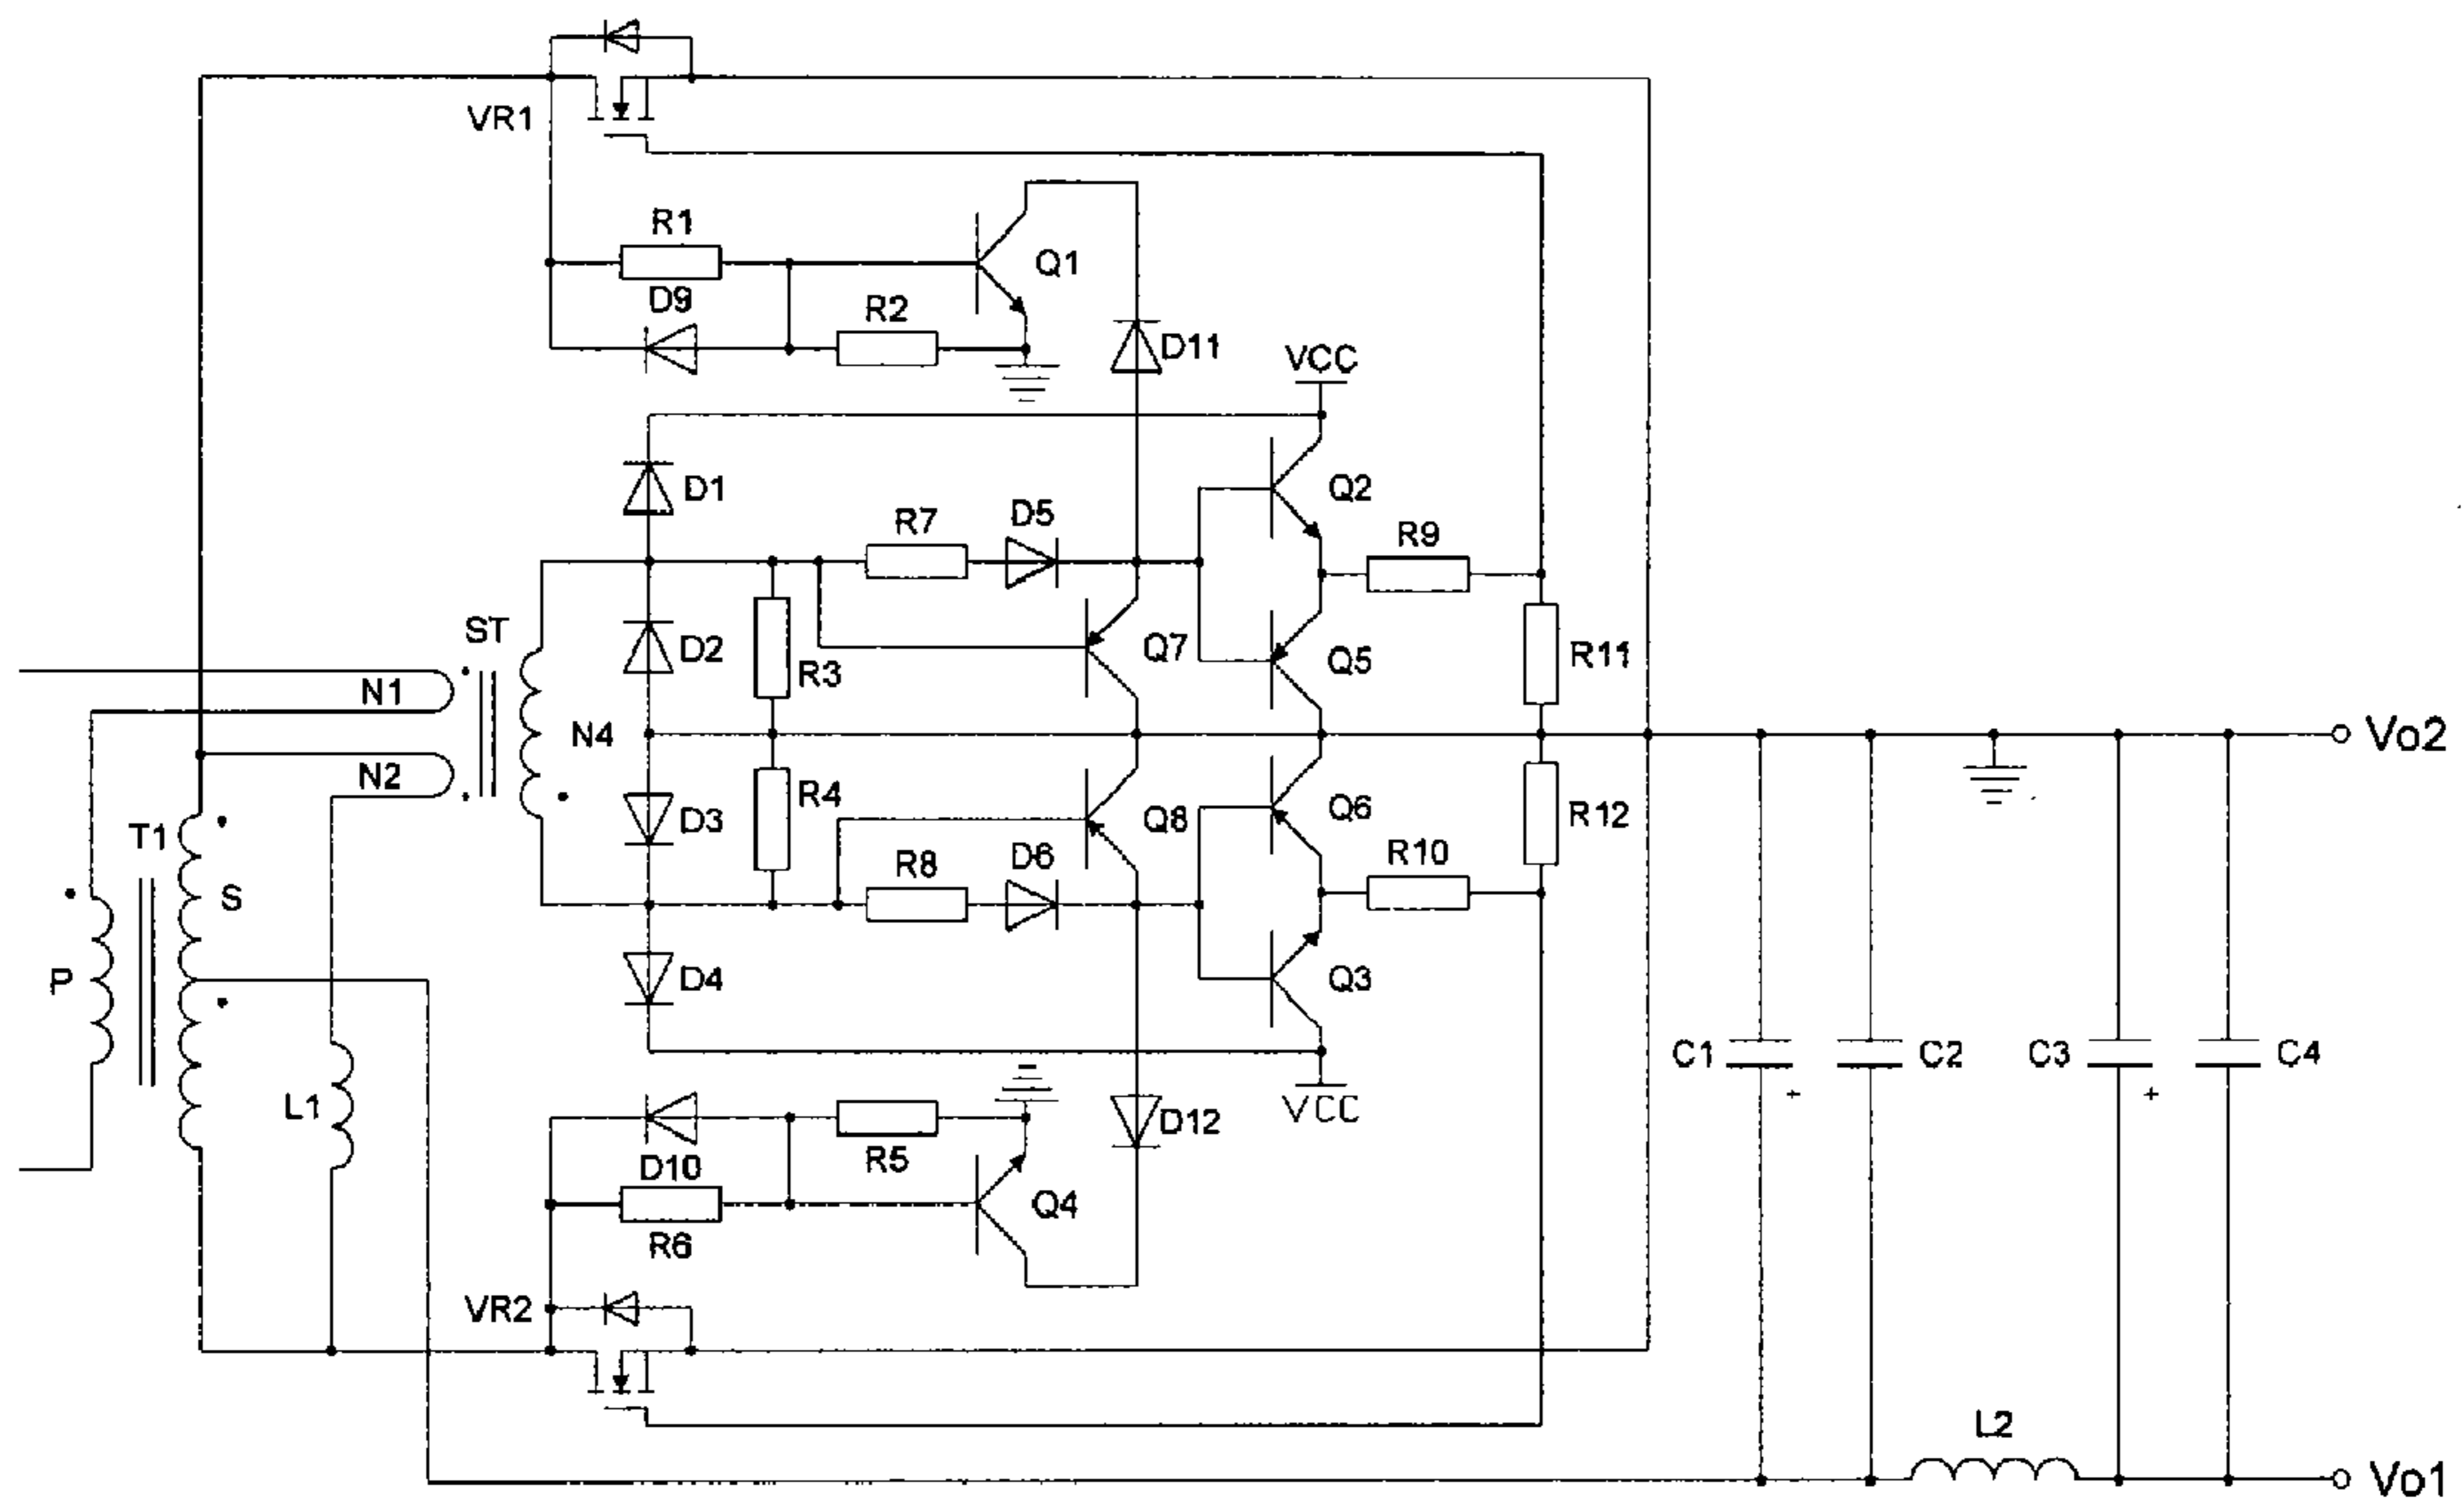 VR1
R1
Q1
D9
R2
D11
VCC
D1
Q2
R7
D5
R9
ST
D2
Q7
Q5
R11
R3
N1
N4
Vo2
N2
R4
D3
Q8
Q6
R12
T1
R8
D6
R10
S
P
D4
Q3
C1
C2
C3
C4
+
+
L1
VCC
D12
D10
R5
Q4
R6
VR2
L2
Vo1